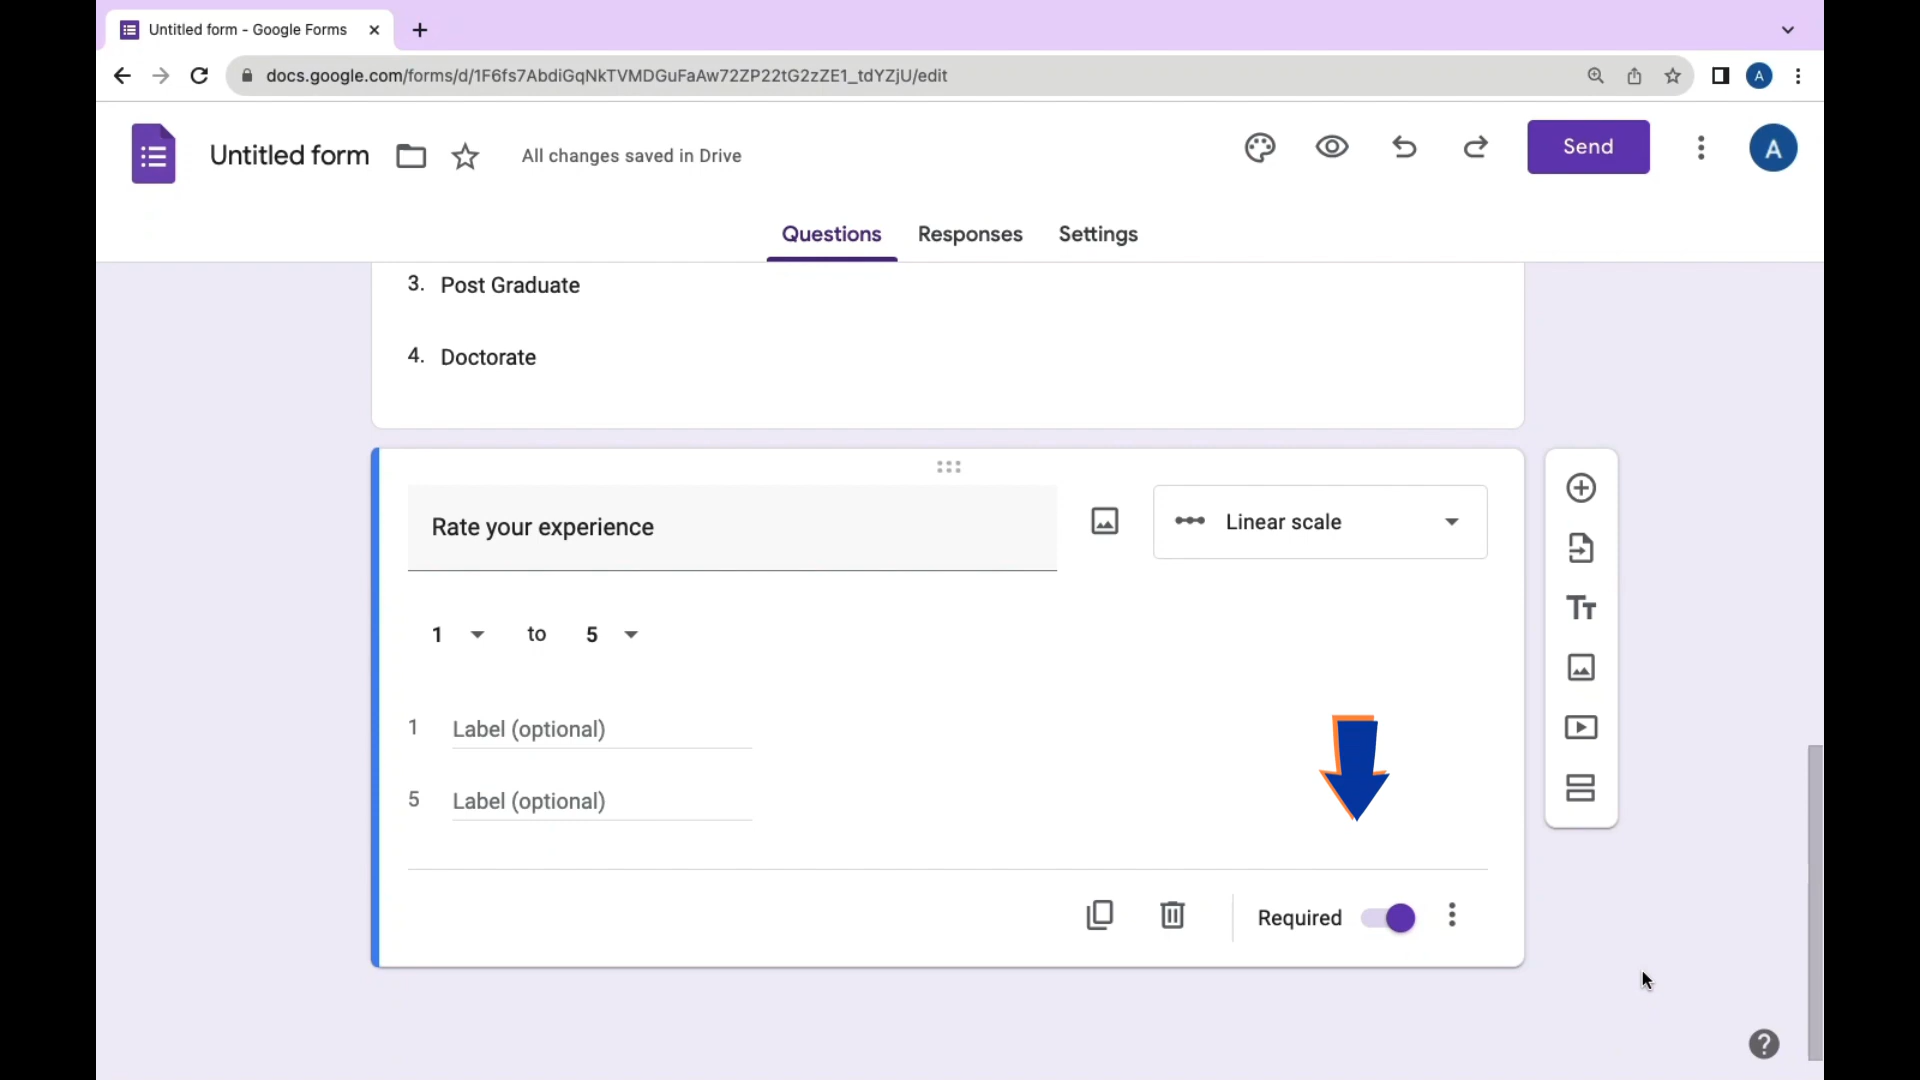 Untitled form - Google Forms
docs.google.com/forms/d/1F6fs7AbdiGqNkTVMDGuFaAw72ZP22tG2zZE1_tdYZjU/edit
A
Untitled form
All changes saved in Drive
Send
A
Questions Responses Settings
3. Post Graduate
4. Doctorate
Rate your experience
Linear scale
1 to 5
1 Label (optional)
5 Label (optional)
Required